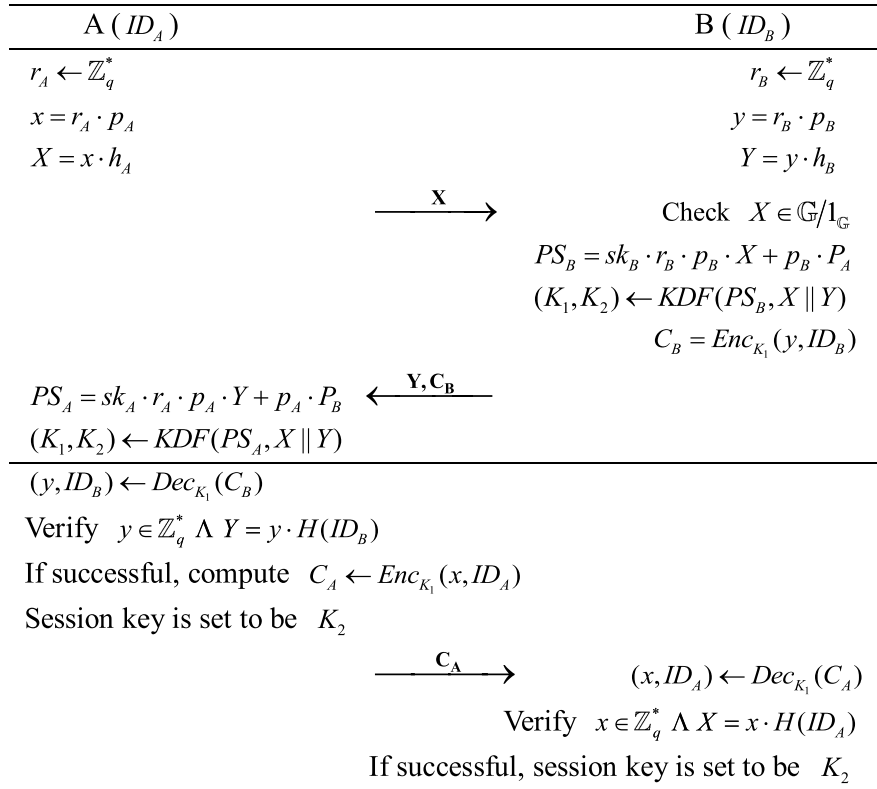 A ( ID_A ) B ( ID_B )
r_A ← ℤ_q^* r_B ← ℤ_q^*
x = r_A · p_A y = r_B · p_B
X = x · h_A Y = y · h_B
X
Check X ∈ 𝔾/1_𝔾
PS_B = sk_B · r_B · p_B · X + p_B · P_A
(K_1, K_2) ← KDF(PS_B, X || Y)
C_B = Enc_{K_1}(y, ID_B)
Y, C_B
PS_A = sk_A · r_A · p_A · Y + p_A · P_B
(K_1, K_2) ← KDF(PS_A, X || Y)
(y, ID_B) ← Dec_{K_1}(C_B)
Verify y ∈ ℤ_q^* Λ Y = y · H(ID_B)
If successful, compute C_A ← Enc_{K_1}(x, ID_A)
Session key is set to be K_2
C_A
(x, ID_A) ← Dec_{K_1}(C_A)
Verify x ∈ ℤ_q^* Λ X = x · H(ID_A)
If successful, session key is set to be K_2